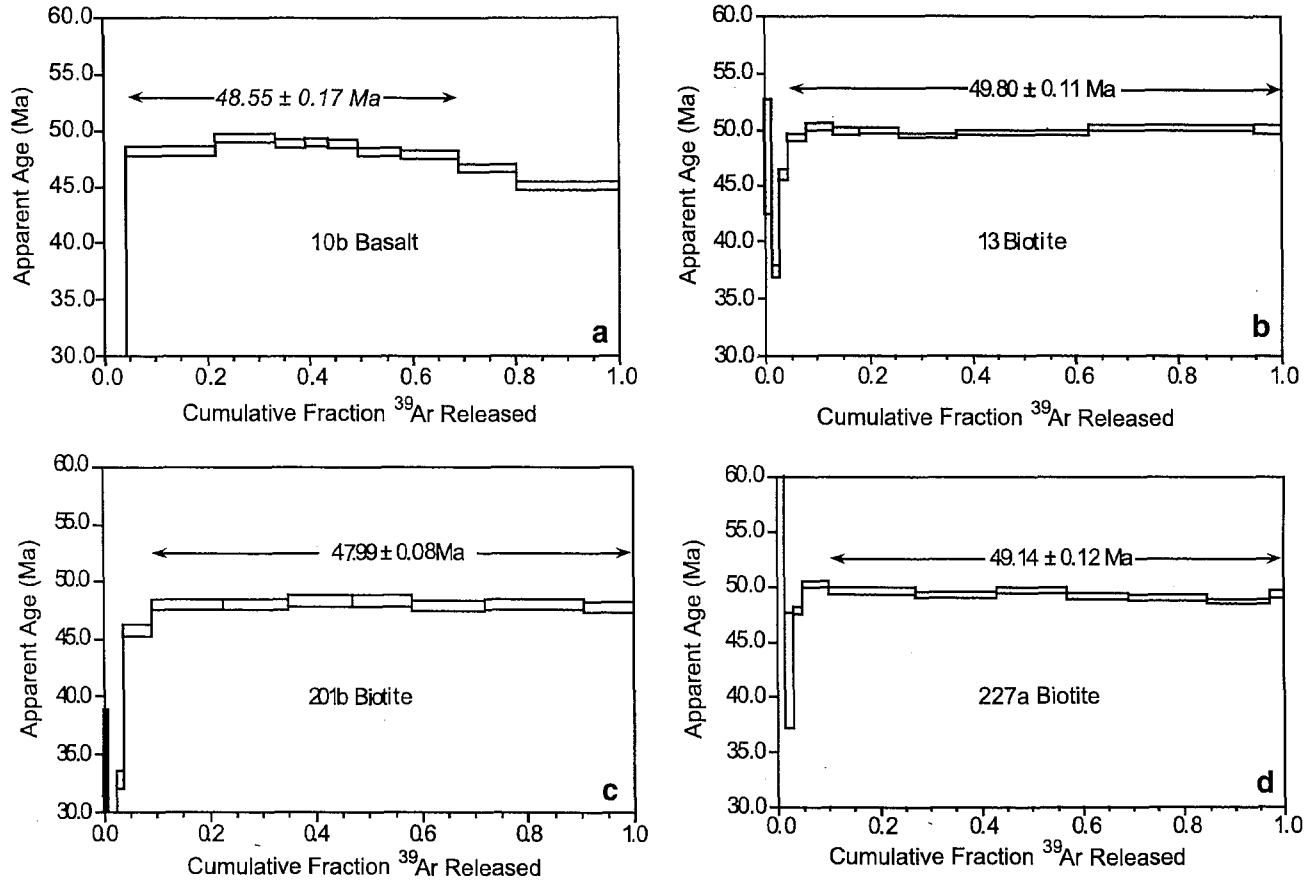 60.0
55.0
50.0
45.0
40.0
35.0
30.0
Apparent Age (Ma)
48.55 ± 0.17 Ma
10b Basalt
a
0.0 0.2 0.4 0.6 0.8 1.0
Cumulative Fraction 39Ar Released
60.0
55.0
50.0
45.0
40.0
35.0
30.0
Apparent Age (Ma)
49.80 ± 0.11 Ma
13 Biotite
b
0.0 0.2 0.4 0.6 0.8 1.0
Cumulative Fraction 39Ar Released
60.0
55.0
50.0
45.0
40.0
35.0
30.0
Apparent Age (Ma)
47.99 ± 0.08 Ma
201b Biotite
c
0.0 0.2 0.4 0.6 0.8 1.0
Cumulative Fraction 39Ar Released
60.0
55.0
50.0
45.0
40.0
35.0
30.0
Apparent Age (Ma)
49.14 ± 0.12 Ma
227a Biotite
d
0.0 0.2 0.4 0.6 0.8 1.0
Cumulative Fraction 39Ar Released